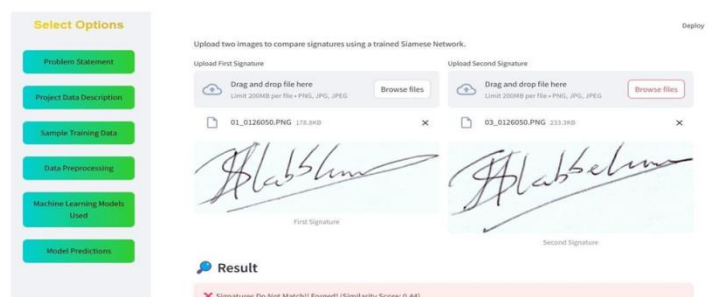 Select Options
Problem Statement
Project Data Description
Sample Training Data
Data Preprocessing
Machine Learning Models
Used
Model Predictions
Deploy
Upload two images to compare signatures using a trained Siamese Network.
Upload First Signature
Drag and drop file here
Limit 200MB per file • PNG, JPG, JPEG
Browse files
01_0126050.PNG 178.8KB
First Signature
Upload Second Signature
Drag and drop file here
Limit 200MB per file • PNG, JPG, JPEG
Browse files
03_0126050.PNG 233.3KB
Second Signature
Result
Signatures Do Not Match!! Forged! (Similarity Score: 0.44)